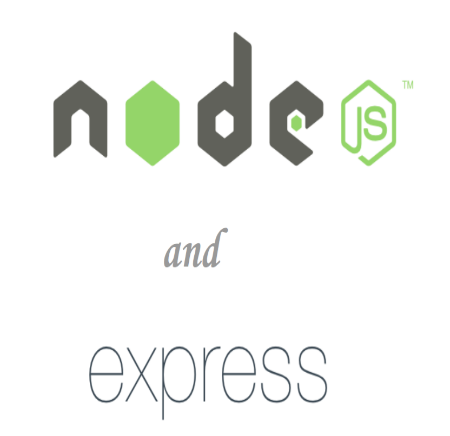 node JS ™
and
express